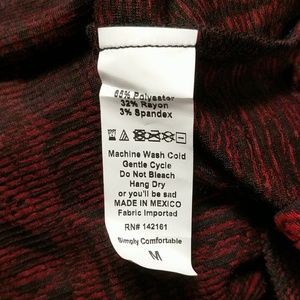 65% Polyester
32% Rayon
3% Spandex
Machine Wash Cold
Gentle Cycle
Do Not Bleach
Hang Dry
or you'll be sad
MADE IN MEXICO
Fabric Imported
RN# 142161
Simply Comfortable
M